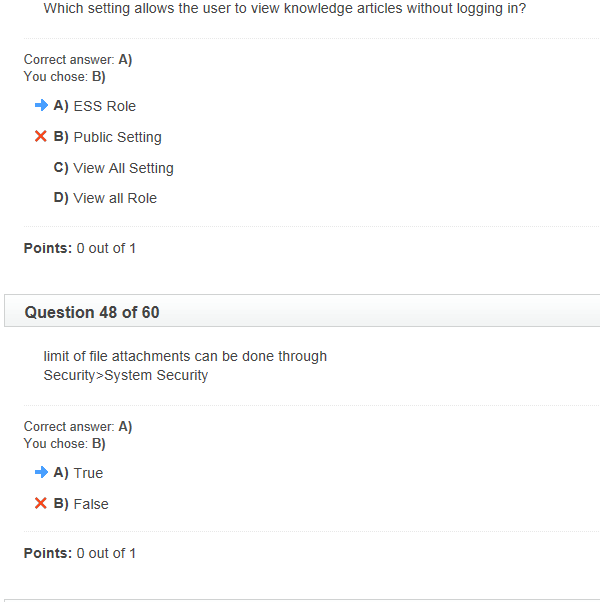 Which setting allows the user to view knowledge articles without logging in?
Correct answer: A)
You chose: B)
A) ESS Role
B) Public Setting
C) View All Setting
D) View all Role
Points: 0 out of 1
Question 48 of 60
limit of file attachments can be done through
Security>System Security
Correct answer: A)
You chose: B)
A) True
B) False
Points: 0 out of 1